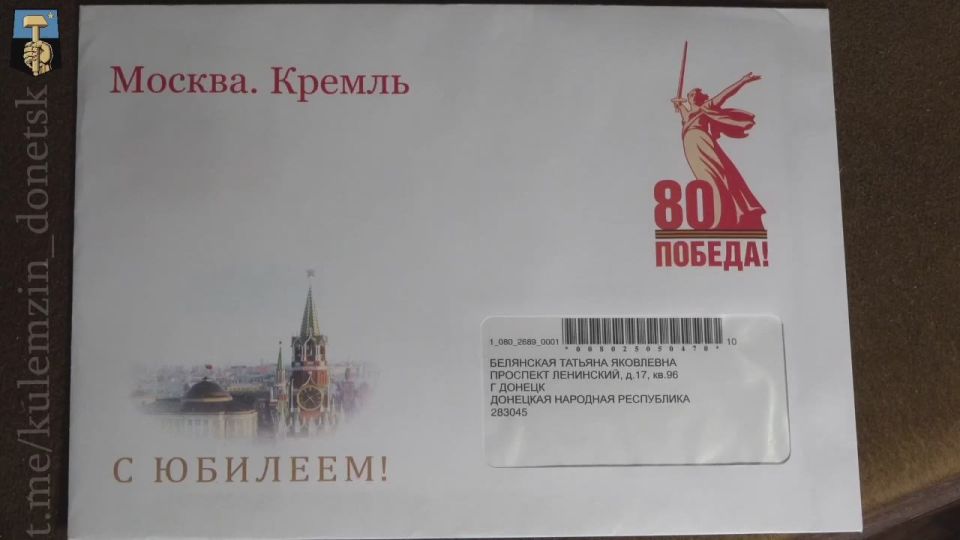 Москва. Кремль
80
ПОБЕДА!
1_080_2689_0001
*008025050470*
10
БЕЛЯНСКАЯ ТАТЬЯНА ЯКОВЛЕВНА
ПРОСПЕКТ ЛЕНИНСКИЙ, д.17, кв.96
Г ДОНЕЦК
ДОНЕЦКАЯ НАРОДНАЯ РЕСПУБЛИКА
283045
С ЮБИЛЕЕМ!
t.me/kulemzin_donetsk